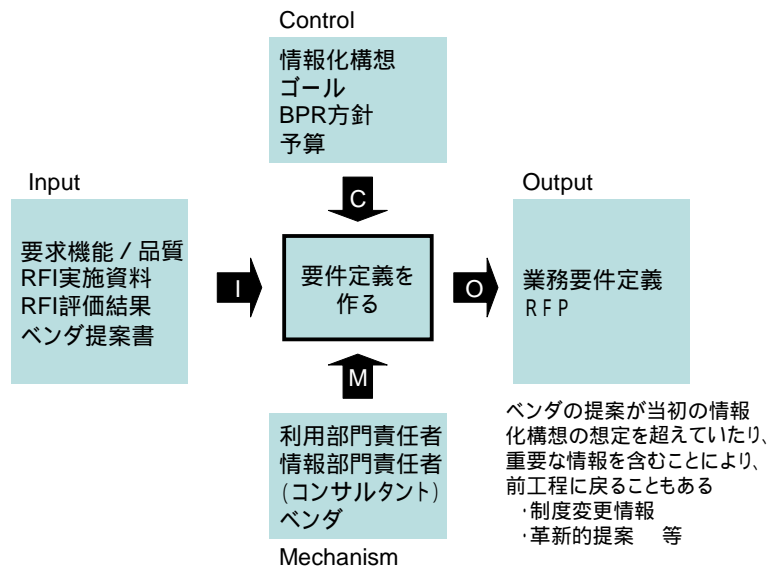 Control
情報化構想
ゴール
BPR方針
予算
Input
要求機能／品質
RFI実施資料
RFI評価結果
ベンダ提案書
C
I
要件定義を
作る
O
M
Output
業務要件定義
ＲＦＰ
利用部門責任者
情報部門責任者
(コンサルタント)
ベンダ
Mechanism
ベンダの提案が当初の情報
化構想の想定を超えていたり、
重要な情報を含むことにより、
前工程に戻ることもある
・制度変更情報
・革新的提案　等